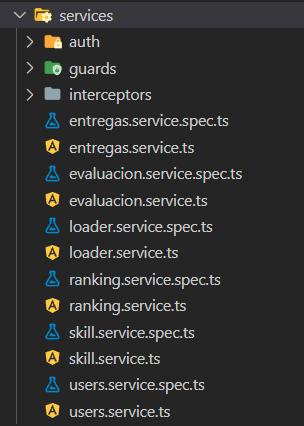 services
auth
guards
interceptors
entregas.service.spec.ts
entregas.service.ts
evaluacion.service.spec.ts
evaluacion.service.ts
loader.service.spec.ts
loader.service.ts
ranking.service.spec.ts
ranking.service.ts
skill.service.spec.ts
skill.service.ts
users.service.spec.ts
users.service.ts